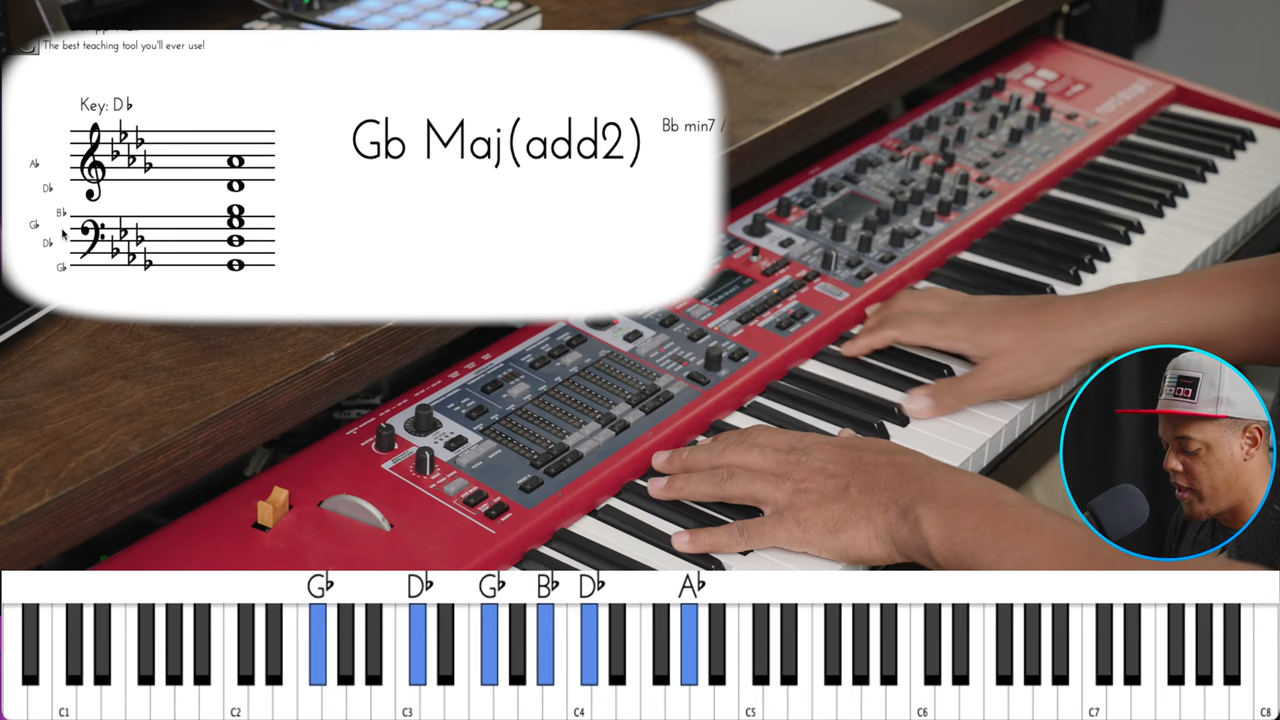 The best teaching tool you'll ever use!
Key: D♭
Gb Maj(add2)
Bb min7 /
A♭
D♭
B♭
G♭
D♭
G♭
G♭ D♭ G♭ B♭ D♭ A♭
C1 C2 C3 C4 C5 C6 C7 C8